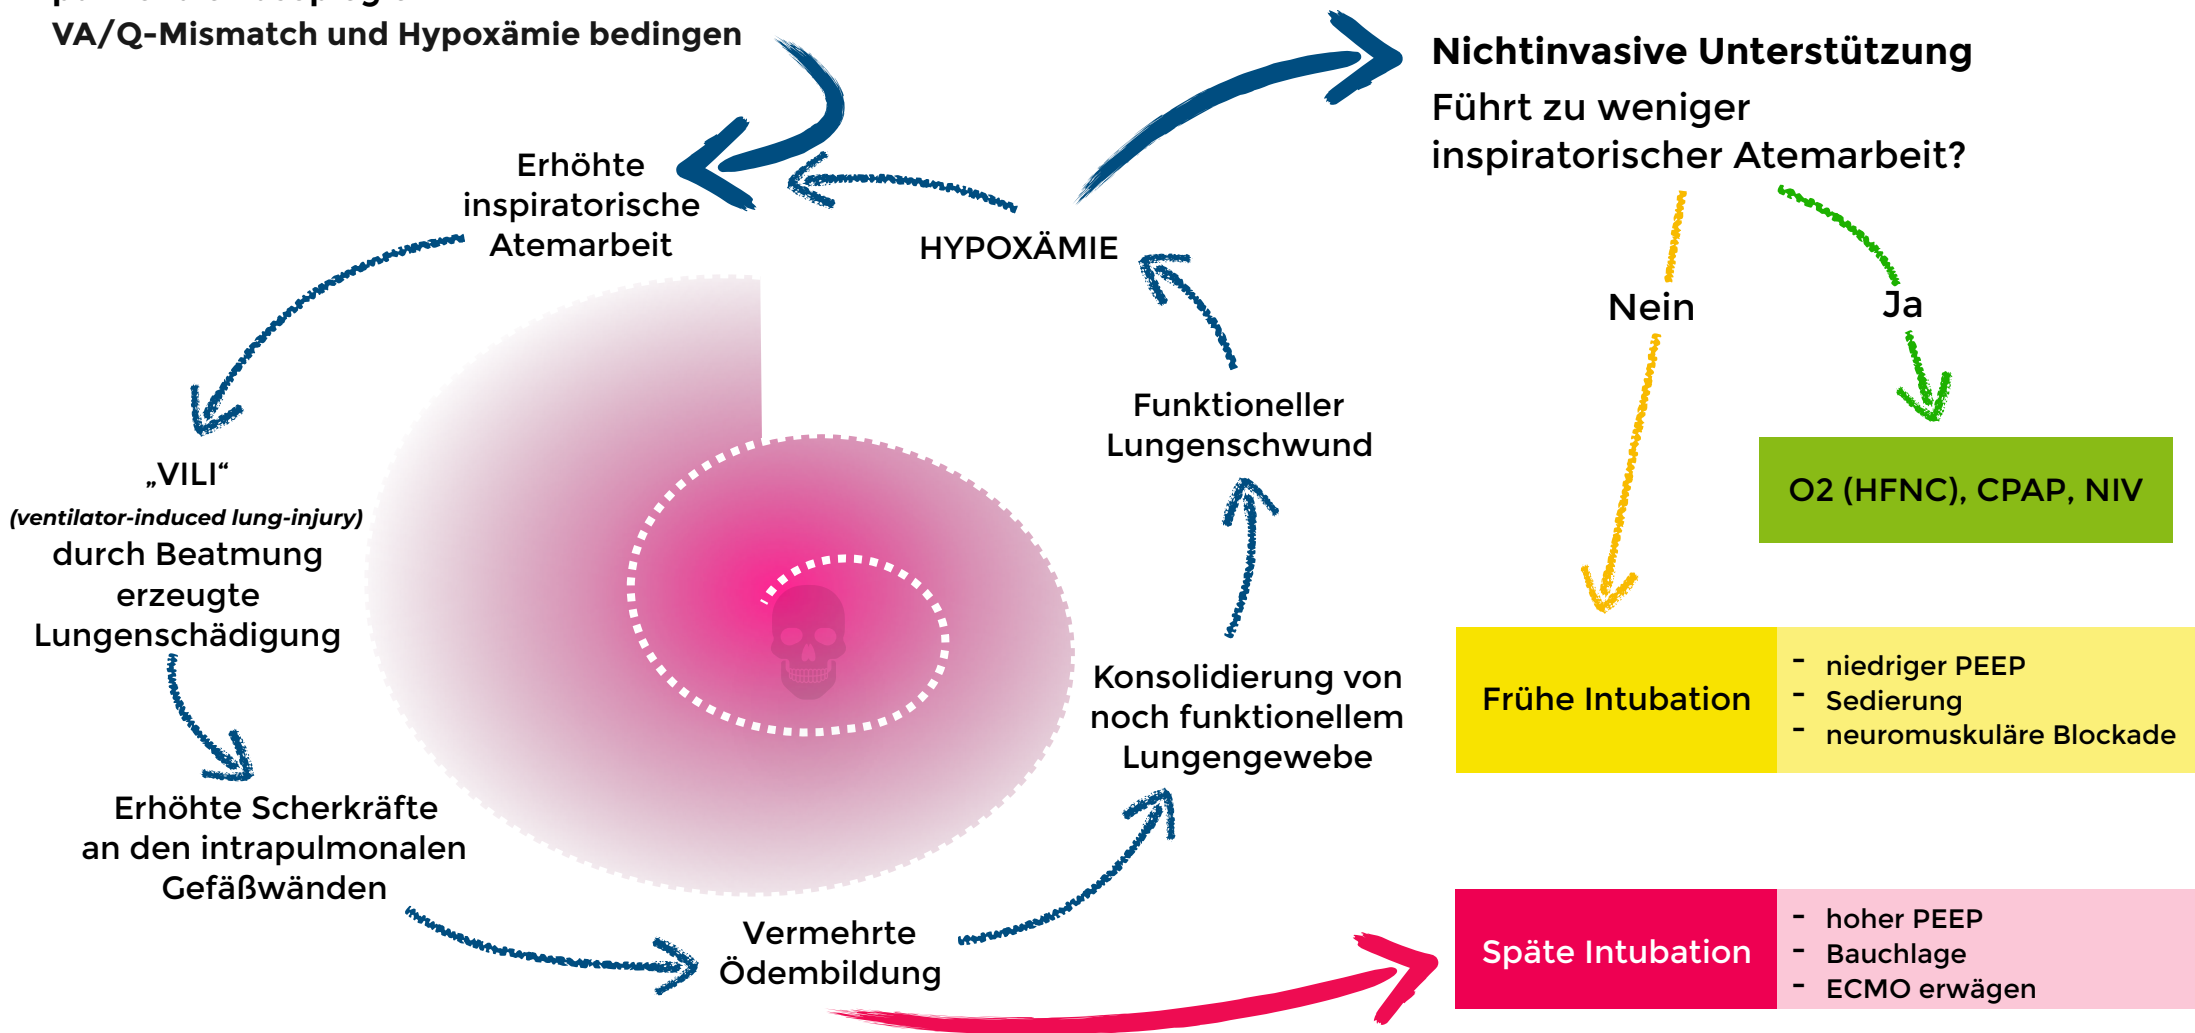 VA/Q-Mismatch und Hypoxämie bedingen
Erhöhte
inspiratorische
Atemarbeit
„VILI“
(ventilator-induced lung-injury)
durch Beatmung
erzeugte
Lungenschädigung
Erhöhte Scherkräfte
an den intrapulmonalen
Gefäßwänden
Vermehrte
Ödembildung
Konsolidierung von
noch funktionellem
Lungengewebe
Funktioneller
Lungenschwund
HYPOXÄMIE
Nichtinvasive Unterstützung
Führt zu weniger
inspiratorischer Atemarbeit?
Nein
Ja
O2 (HFNC), CPAP, NIV
Frühe Intubation
- niedriger PEEP
- Sedierung
- neuromuskuläre Blockade
Späte Intubation
- hoher PEEP
- Bauchlage
- ECMO erwägen